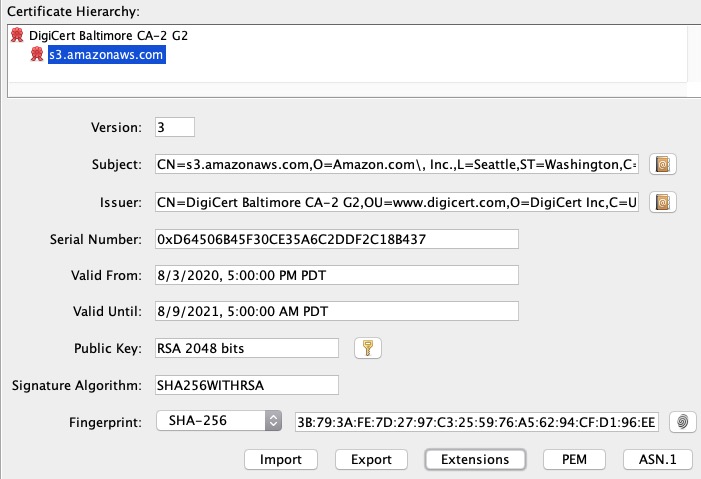 Certificate Hierarchy:
DigiCert Baltimore CA-2 G2
s3.amazonaws.com
Version: 3
Subject: CN=s3.amazonaws.com,O=Amazon.com\, Inc.,L=Seattle,ST=Washington,C=
Issuer: CN=DigiCert Baltimore CA-2 G2,OU=www.digicert.com,O=DigiCert Inc,C=U
Serial Number: 0xD64506B45F30CE35A6C2DDF2C18B437
Valid From: 8/3/2020, 5:00:00 PM PDT
Valid Until: 8/9/2021, 5:00:00 AM PDT
Public Key: RSA 2048 bits
Signature Algorithm: SHA256WITHRSA
Fingerprint: SHA-256 3B:79:3A:FE:7D:27:97:C3:25:59:76:A5:62:94:CF:D1:96:EE
Import Export Extensions PEM ASN.1